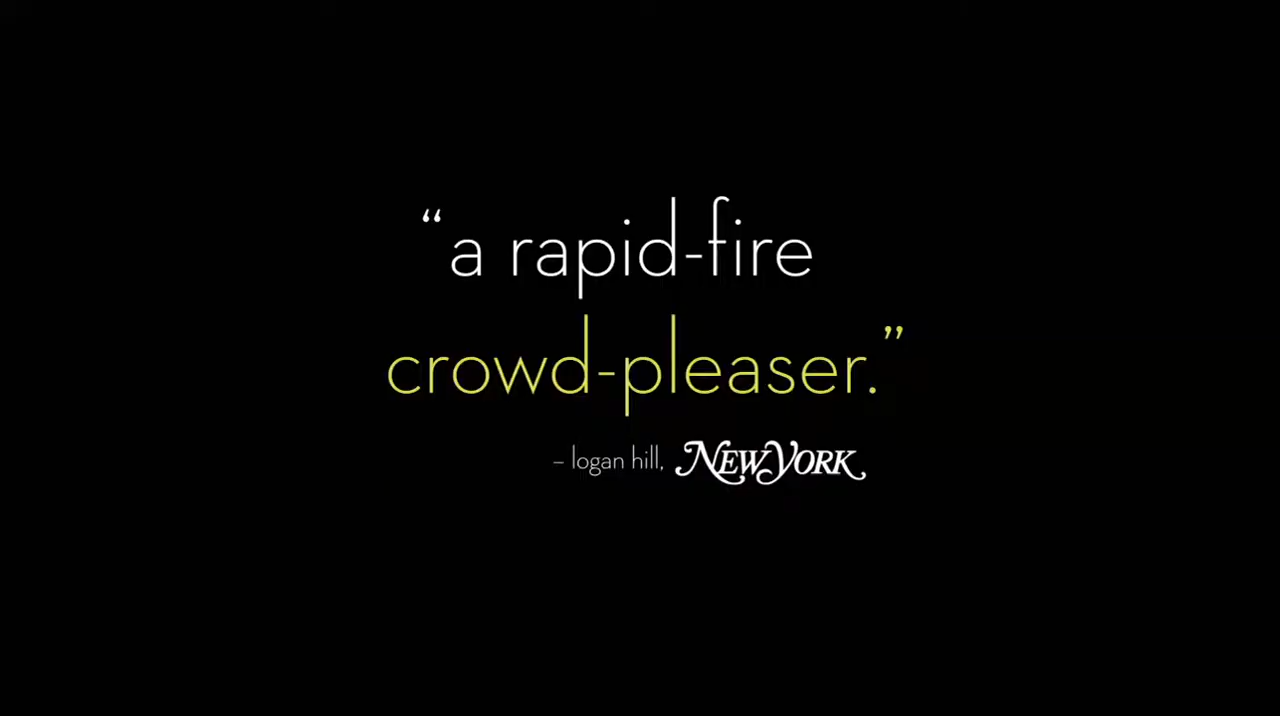 “a rapid-fire
crowd-pleaser.”
– logan hill, NEW YORK